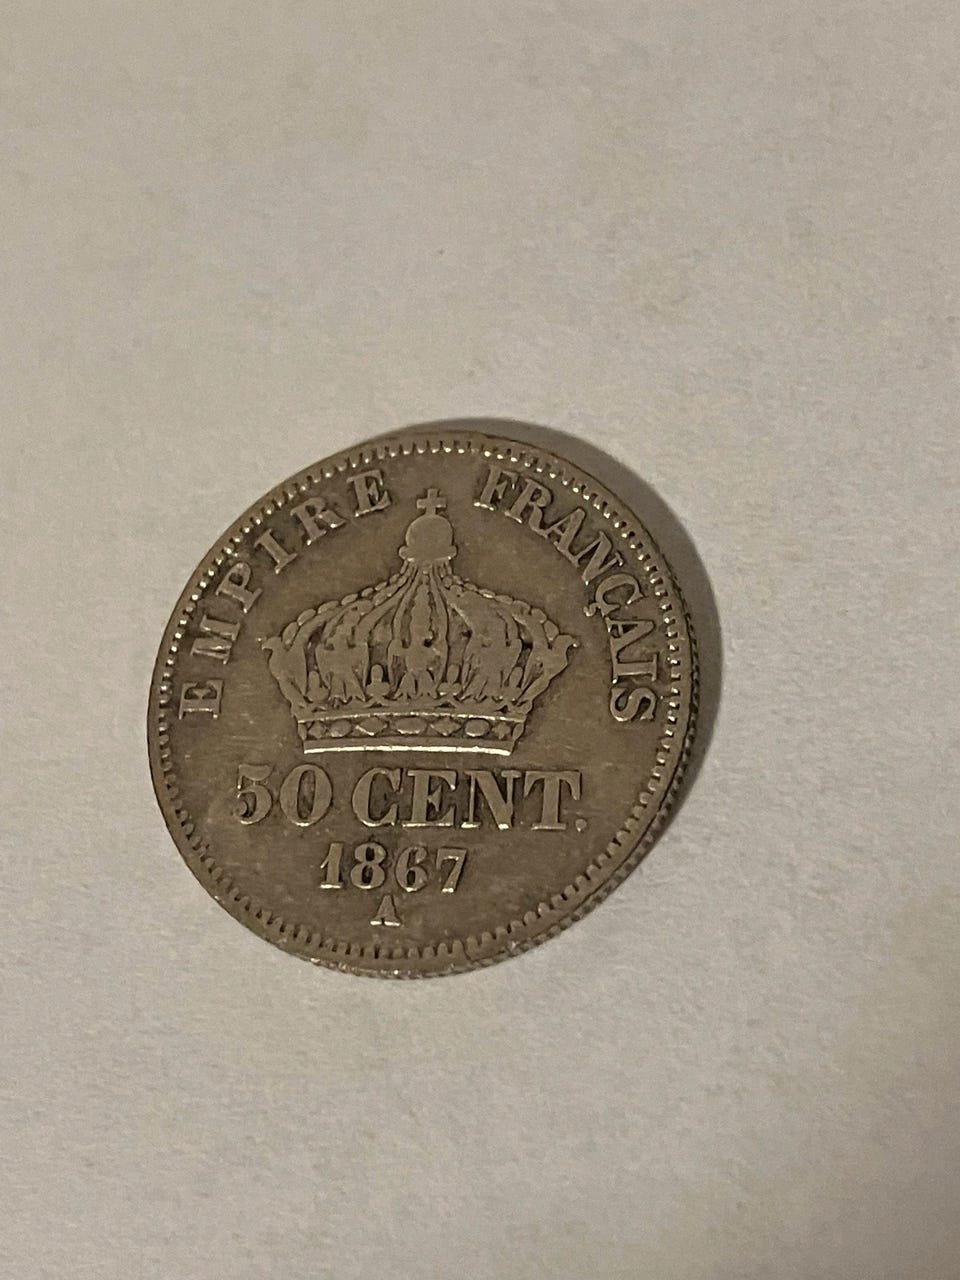 EMPIRE FRANÇAIS
50 CENT.
1867
A